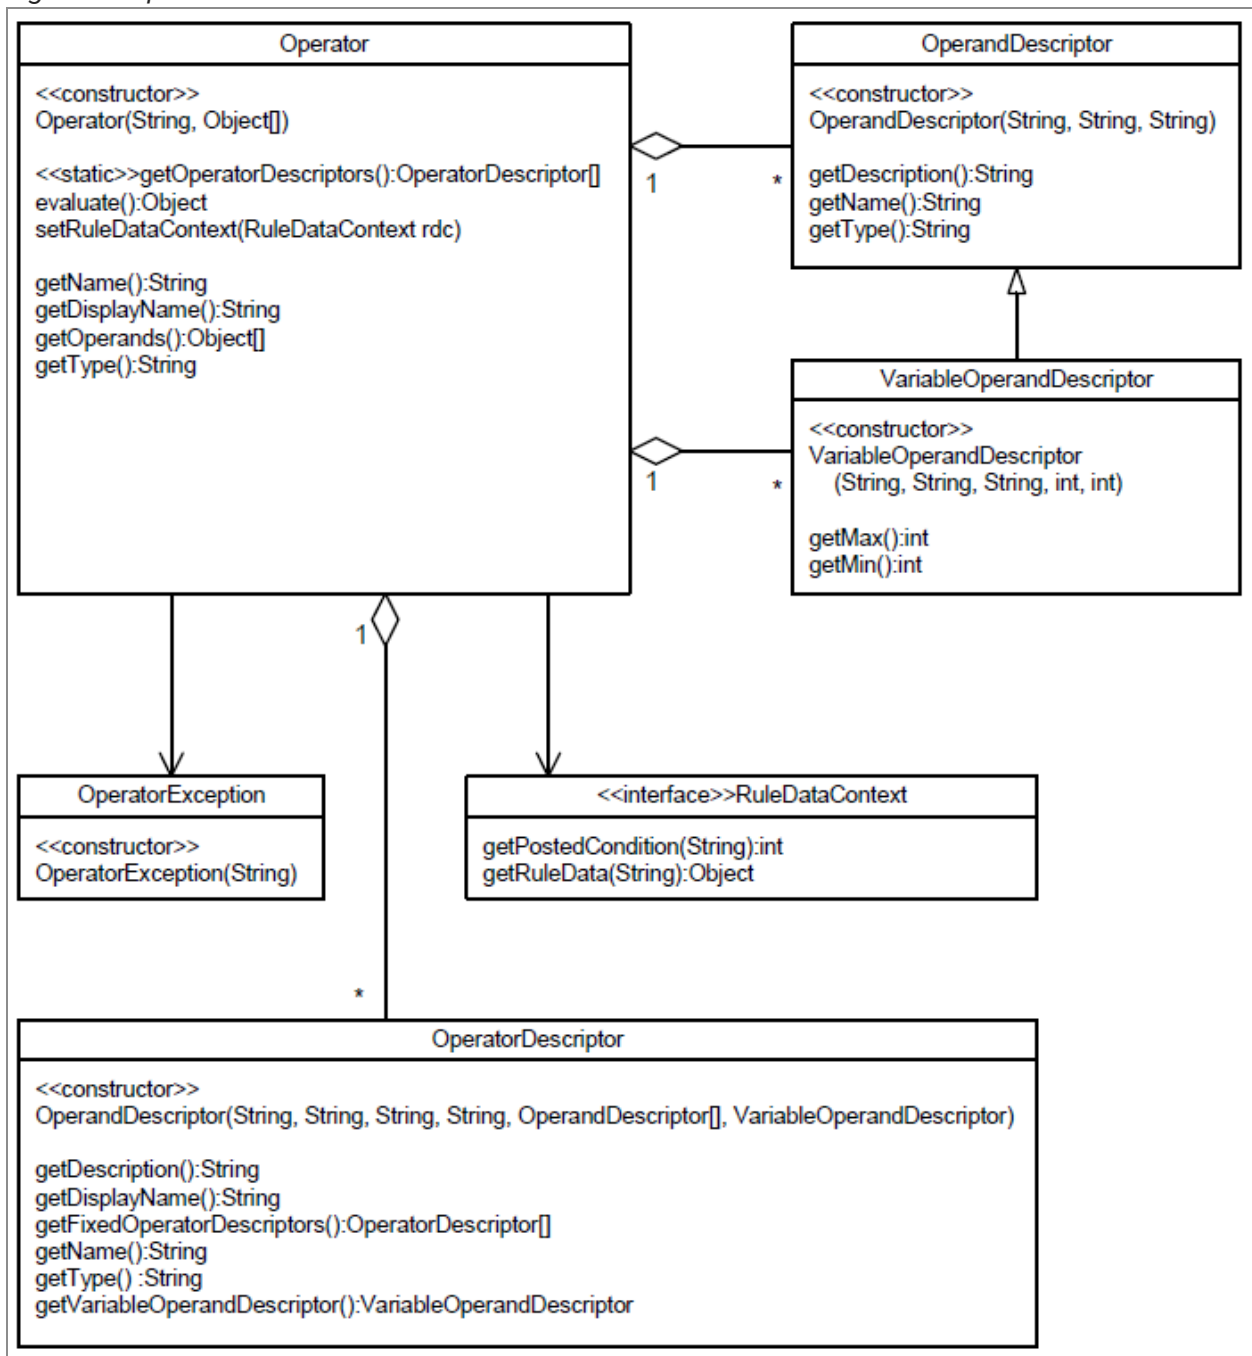 Operator
<<constructor>>
Operator(String, Object[])
<<static>>getOperatorDescriptors():OperatorDescriptor[]
evaluate():Object
setRuleDataContext(RuleDataContext rdc)
getName():String
getDisplayName():String
getOperands():Object[]
getType():String
1
*
1
*
OperandDescriptor
<<constructor>>
OperandDescriptor(String, String, String)
getDescription():String
getName():String
getType():String
VariableOperandDescriptor
<<constructor>>
VariableOperandDescriptor
(String, String, String, int, int)
getMax():int
getMin():int
1
*
OperatorException
<<constructor>>
OperatorException(String)
<<interface>>RuleDataContext
getPostedCondition(String):int
getRuleData(String):Object
OperatorDescriptor
<<constructor>>
OperandDescriptor(String, String, String, String, OperandDescriptor[], VariableOperandDescriptor)
getDescription():String
getDisplayName():String
getFixedOperatorDescriptors():OperatorDescriptor[]
getName():String
getType() :String
getVariableOperandDescriptor():VariableOperandDescriptor